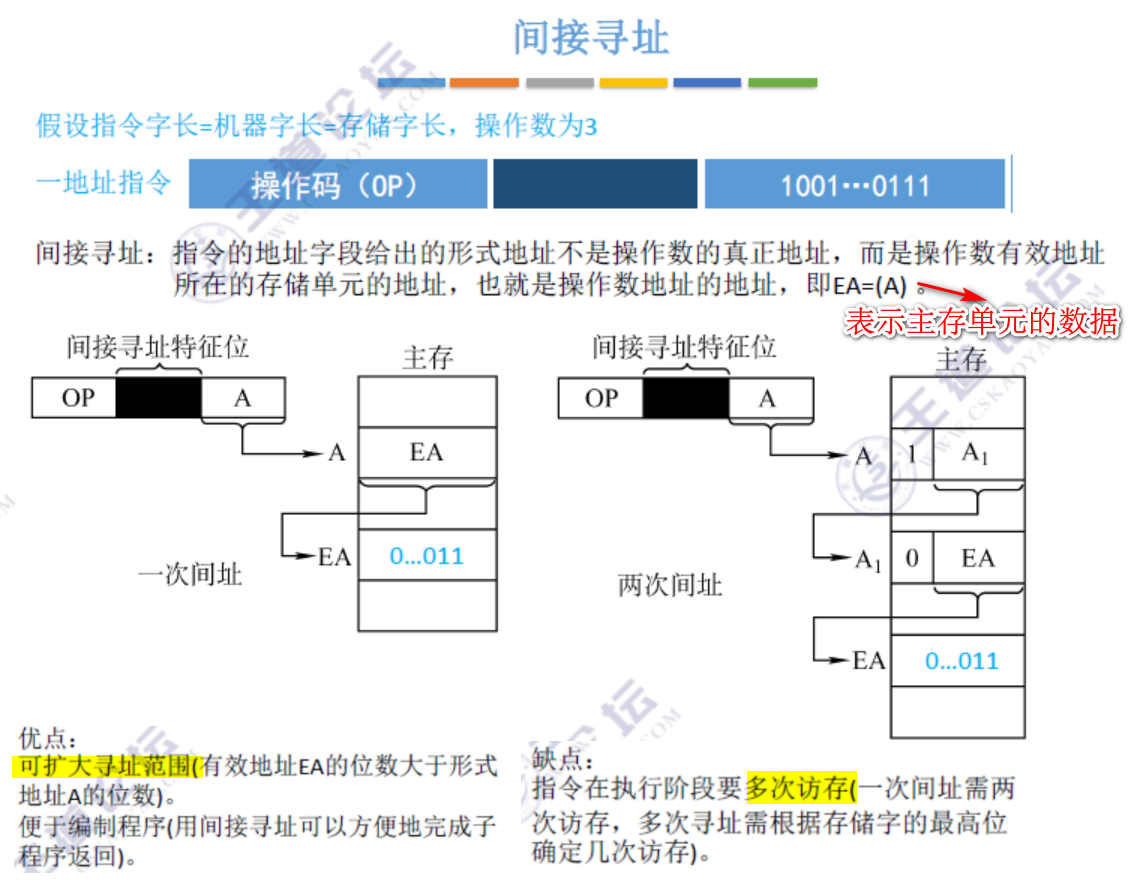 间接寻址
假设指令字长=机器字长=存储字长，操作数为3
一地址指令 操作码（OP） 1001…0111
间接寻址：指令的地址字段给出的形式地址不是操作数的真正地址，而是操作数有效地址
所在的存储单元的地址，也就是操作数地址的地址，即EA=(A) 。
表示主存单元的数据
间接寻址特征位
主存
OP
A
A
EA
EA
0…011
一次间址
间接寻址特征位
主存
OP
A
A
1
A1
A1
0
EA
两次间址
EA
0…011
优点：
可扩大寻址范围(有效地址EA的位数大于形式
地址A的位数)。
便于编制程序(用间接寻址可以方便地完成子
程序返回)。
缺点：
指令在执行阶段要多次访存(一次间址需两
次访存，多次寻址需根据存储字的最高位
确定几次访存)。
王道论坛
WWW.CSKAOYAN.COM